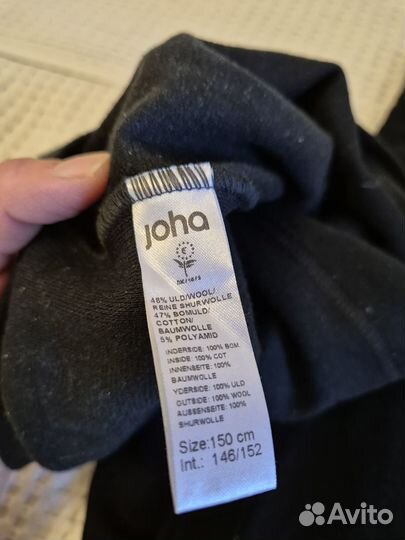 joha
DK/16/3
48% ULD/WOOL/
REINE SHURWOLLE
47% BOMULD/
COTTON/
BAUMWOLLE
5% POLYAMID
INDERSIDE: 100% BOM.
INSIDE: 100% COT
INNENSEITE: 100%
BAUMWOLLE
YDERSIDE: 100% ULD
OUTSIDE: 100% WOOL
AUSSENSEITE: 100%
SHURWOLLE
Size:150 cm
Int.: 146/152
Avito